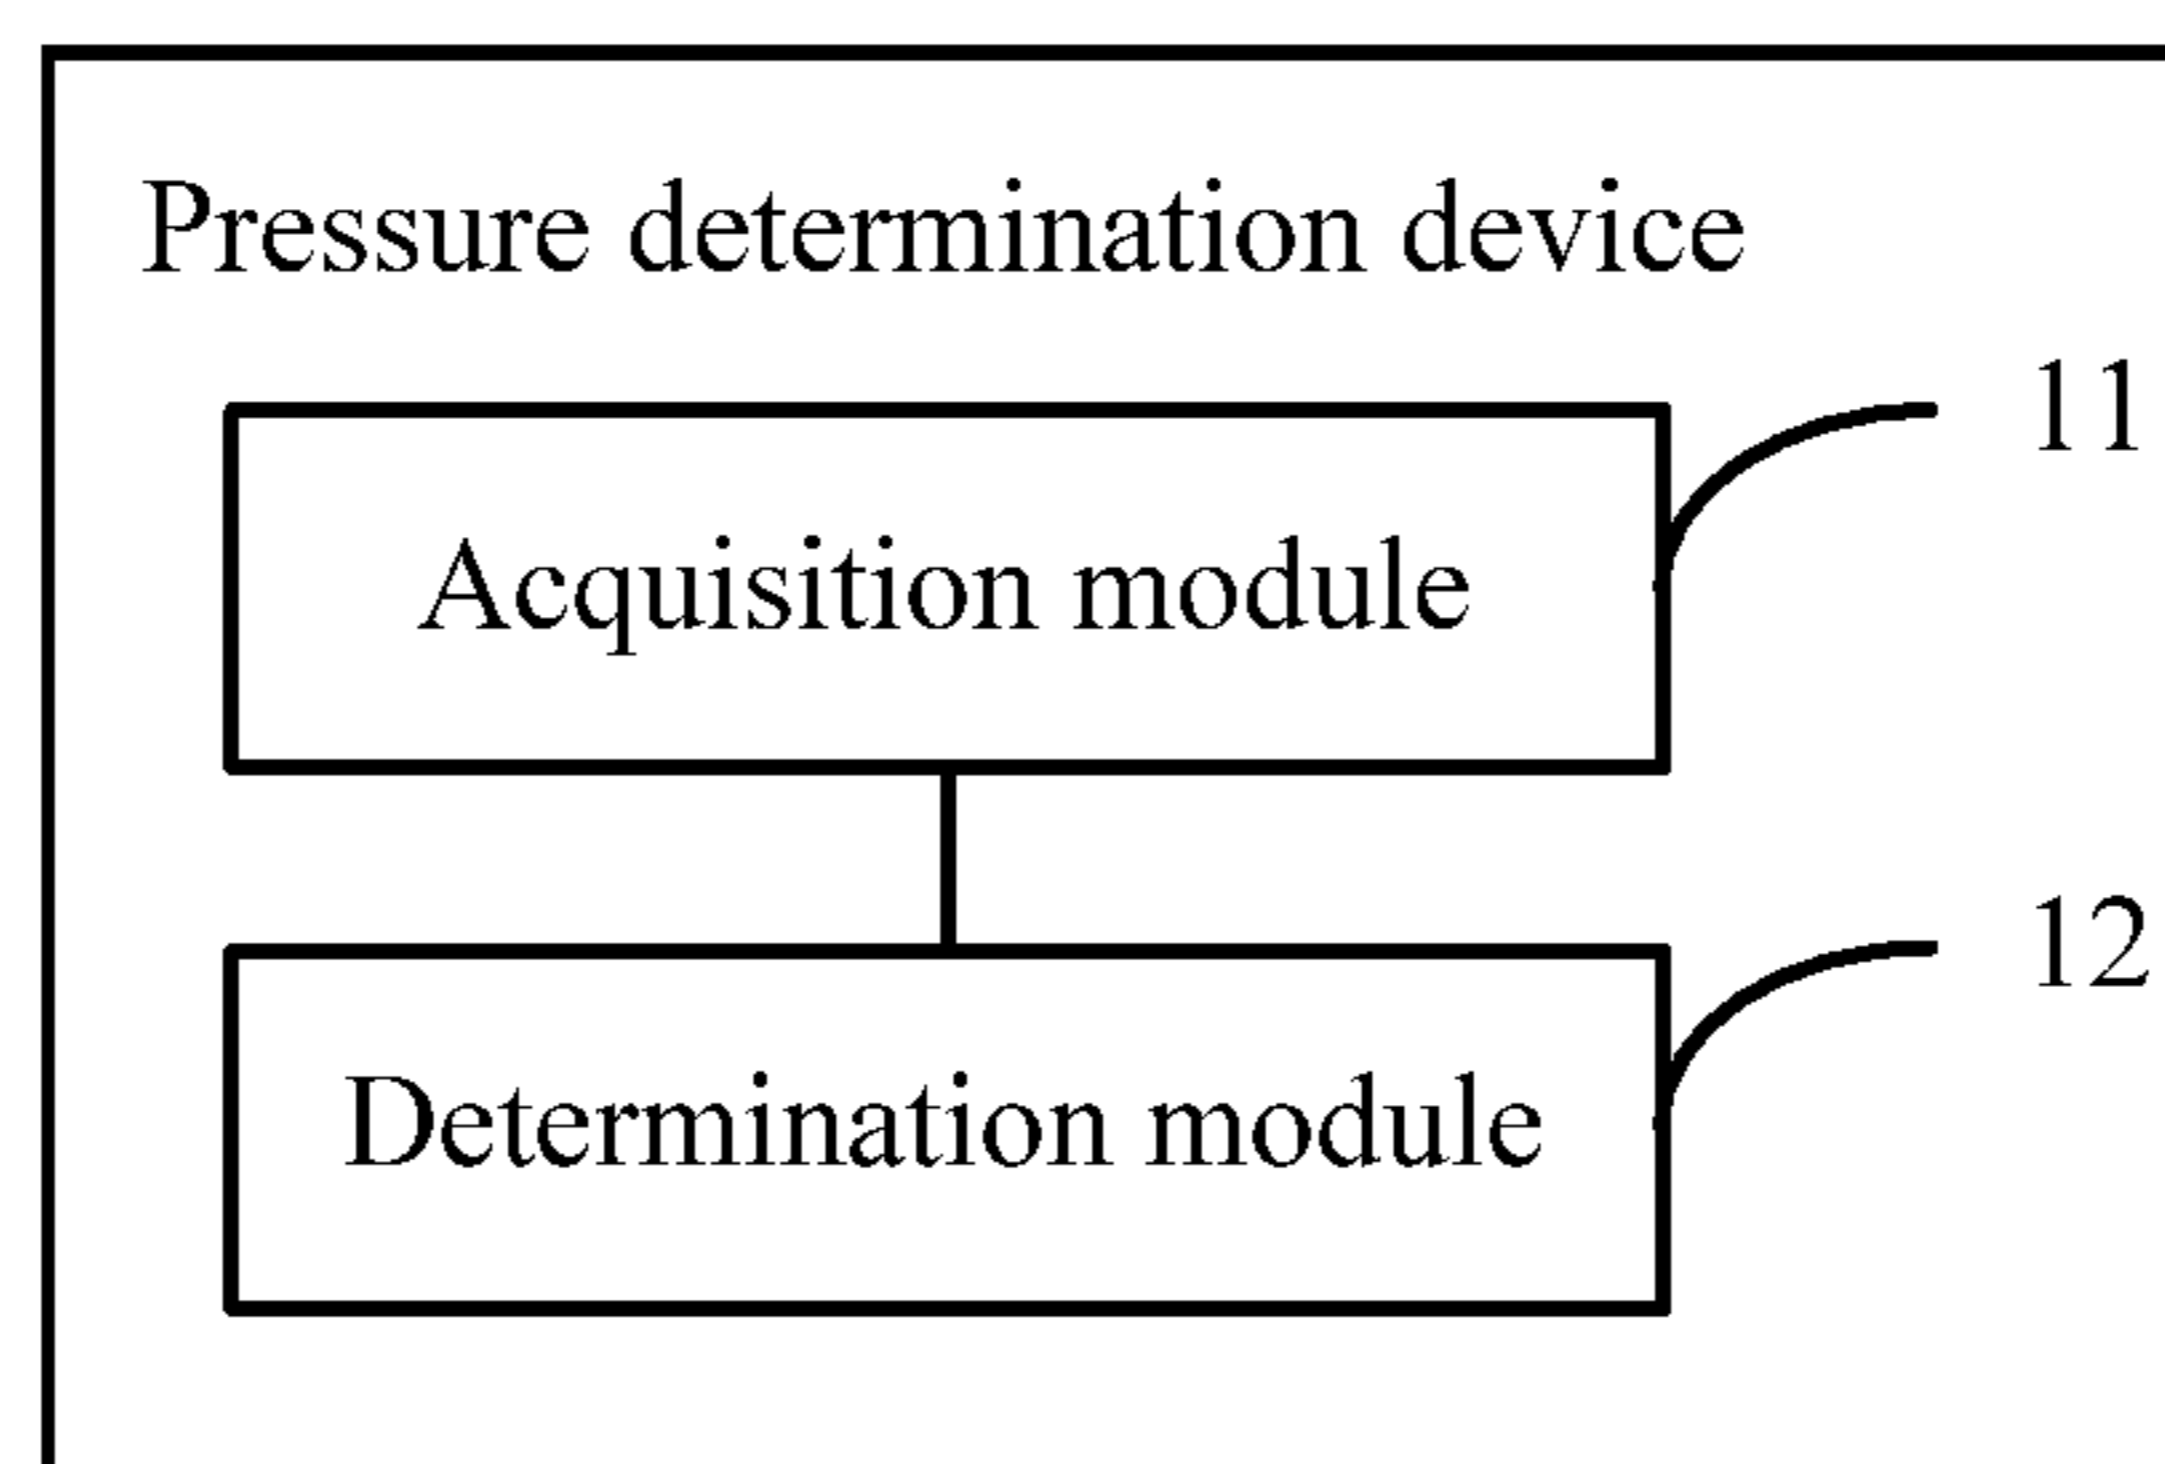 Pressure determination device
11
Acquisition module
12
Determination module